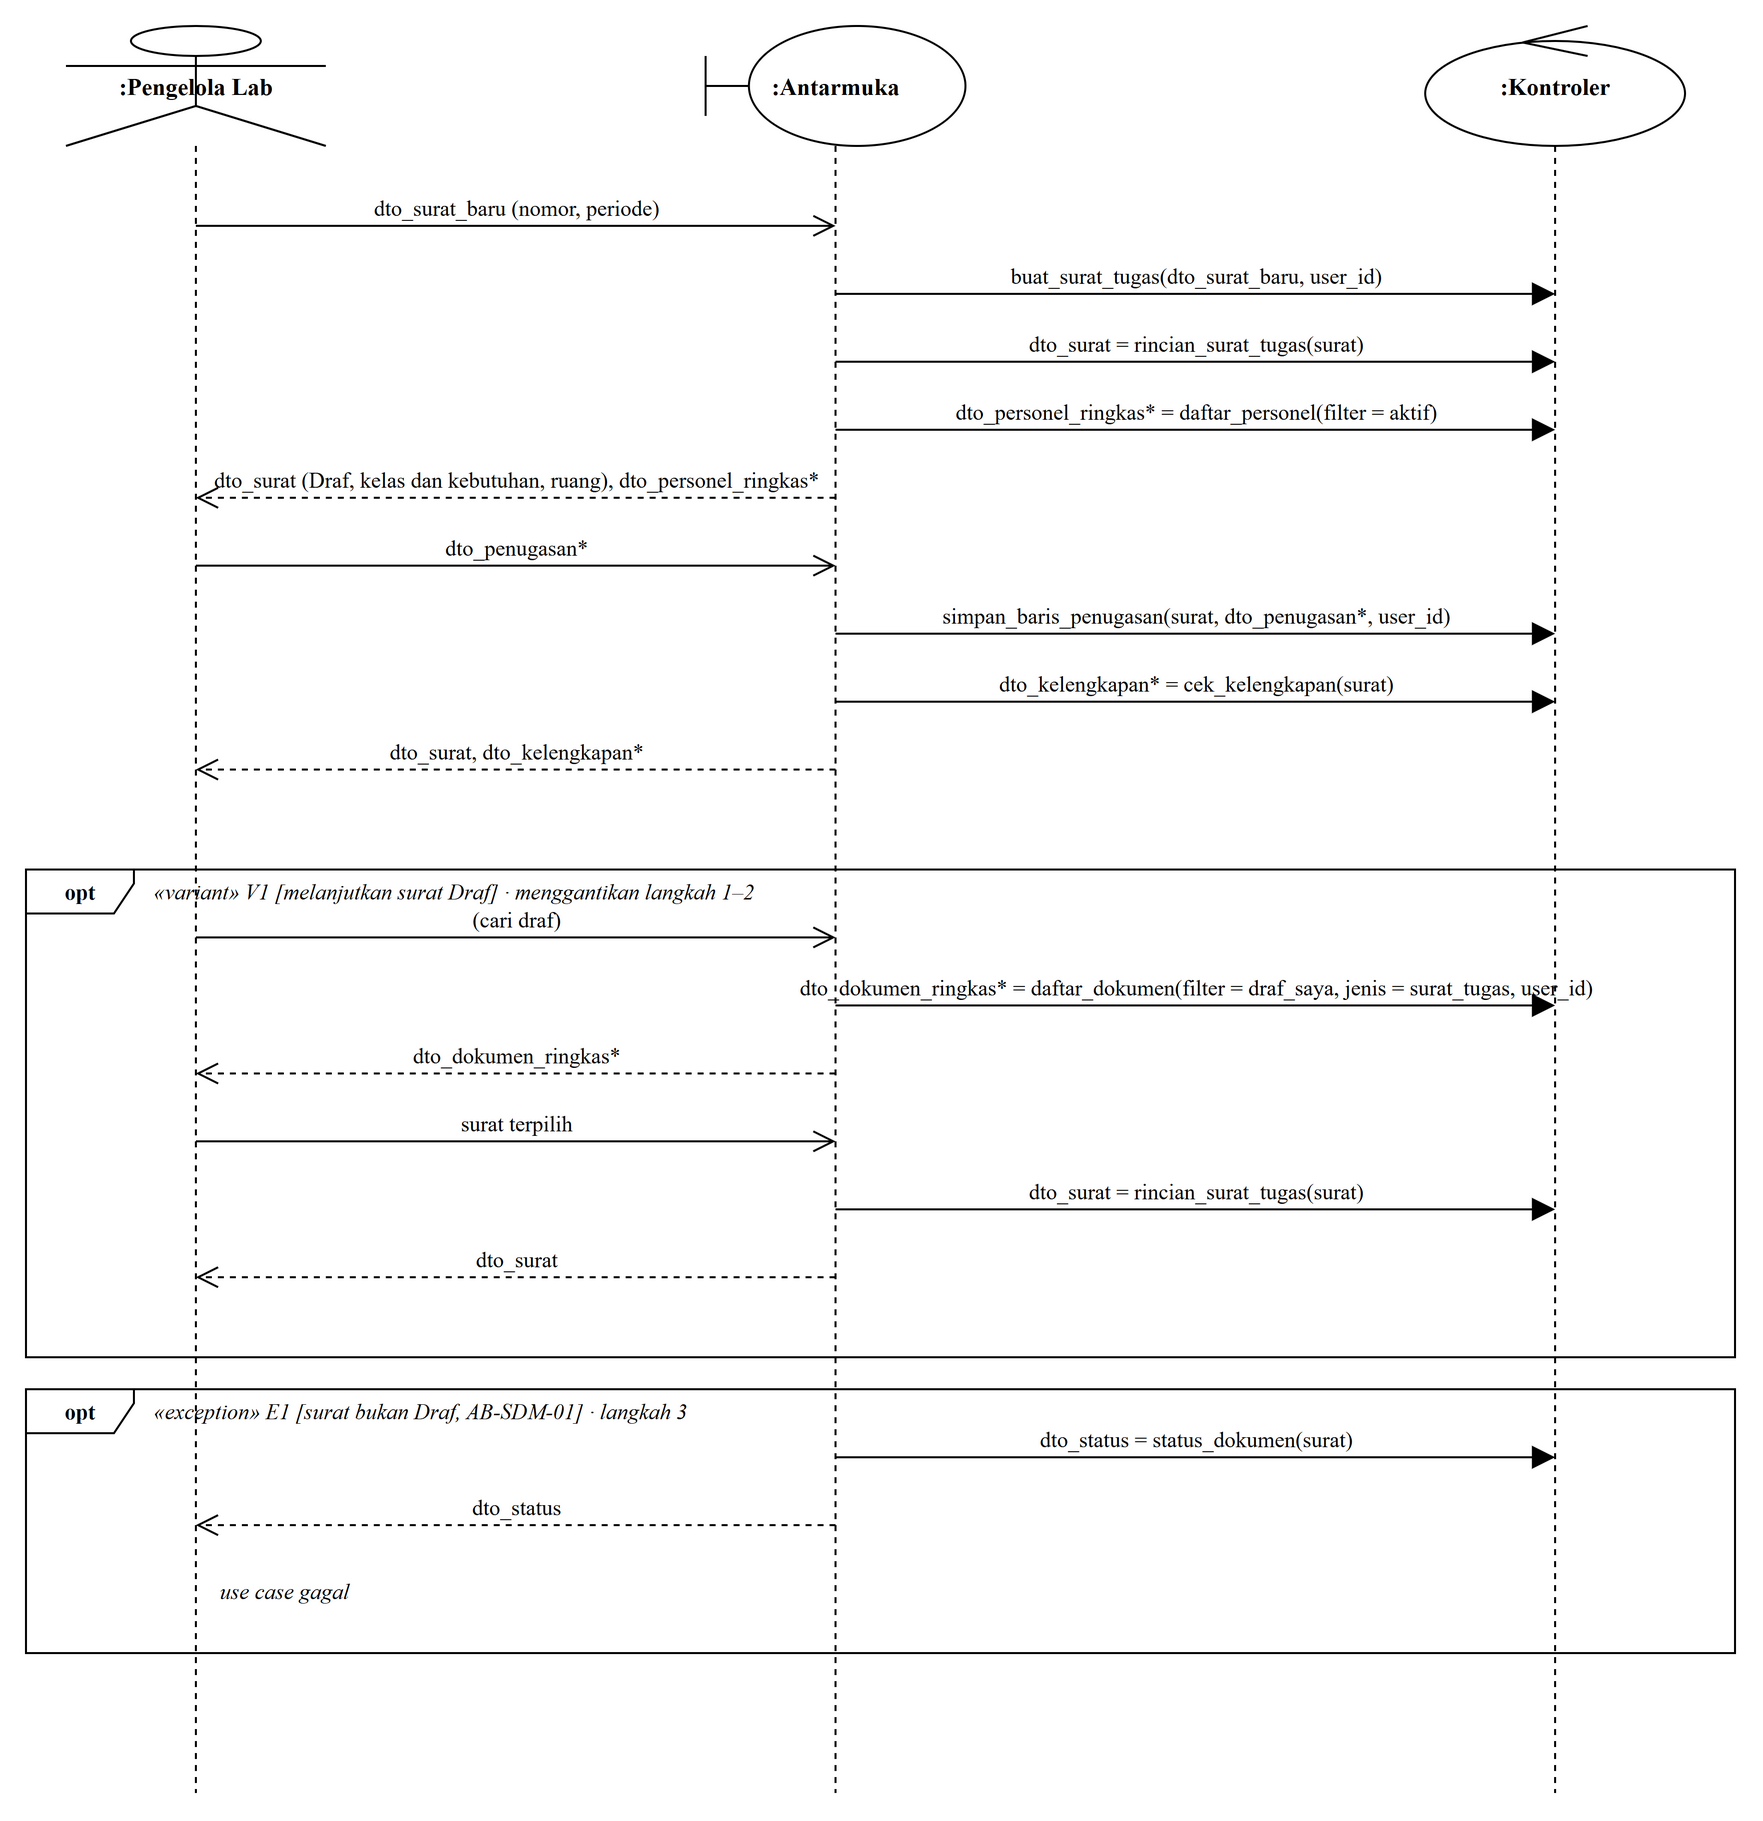 :Pengelola Lab
:Antarmuka
:Kontroler
dto_surat_baru (nomor, periode)
buat_surat_tugas(dto_surat_baru, user_id)
dto_surat = rincian_surat_tugas(surat)
dto_personel_ringkas* = daftar_personel(filter = aktif)
dto_surat (Draf, kelas dan kebutuhan, ruang), dto_personel_ringkas*
dto_penugasan*
simpan_baris_penugasan(surat, dto_penugasan*, user_id)
dto_kelengkapan* = cek_kelengkapan(surat)
dto_surat, dto_kelengkapan*
opt
«variant» V1 [melanjutkan surat Draf] · menggantikan langkah 1–2
(cari draf)
dto_dokumen_ringkas* = daftar_dokumen(filter = draf_saya, jenis = surat_tugas, user_id)
dto_dokumen_ringkas*
surat terpilih
dto_surat = rincian_surat_tugas(surat)
dto_surat
opt
«exception» E1 [surat bukan Draf, AB-SDM-01] · langkah 3
dto_status = status_dokumen(surat)
dto_status
use case gagal